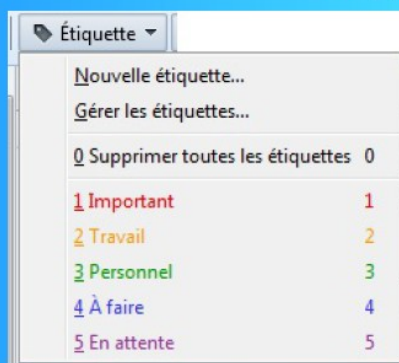 Étiquette
Nouvelle étiquette...
Gérer les étiquettes...
0 Supprimer toutes les étiquettes 0
1 Important 1
2 Travail 2
3 Personnel 3
4 À faire 4
5 En attente 5